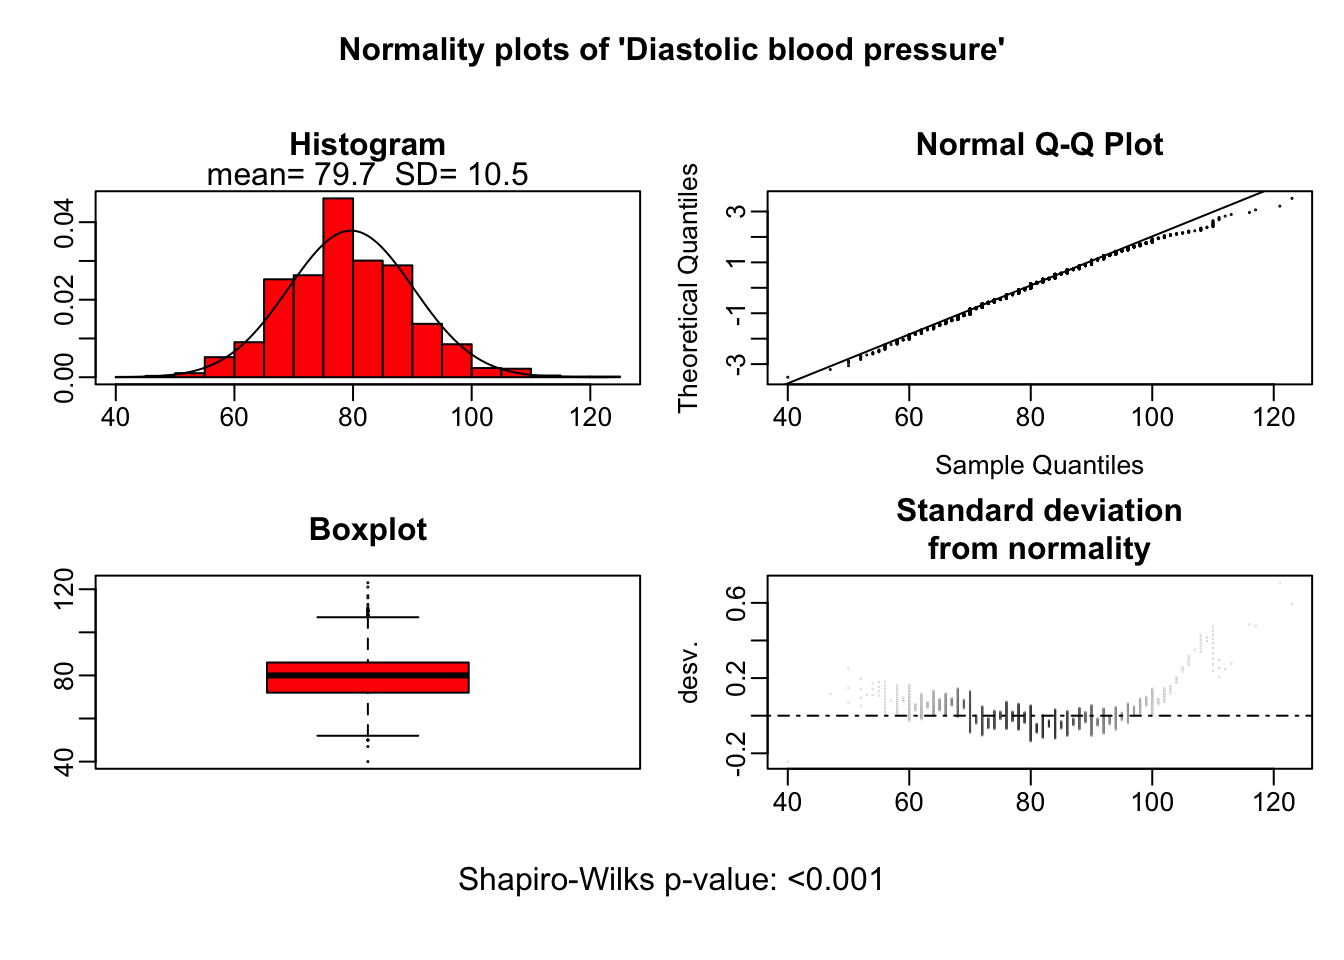 Normality plots of 'Diastolic blood pressure'
Histogram
mean= 79.7  SD= 10.5
0.04
0.02
0.00
40 60 80 100 120
Normal Q-Q Plot
Theoretical Quantiles
3
1
-1
-3
40 60 80 100 120
Sample Quantiles
Boxplot
120
80
40
Standard deviation
from normality
desv.
0.6
0.2
-0.2
40 60 80 100 120
Shapiro-Wilks p-value: <0.001